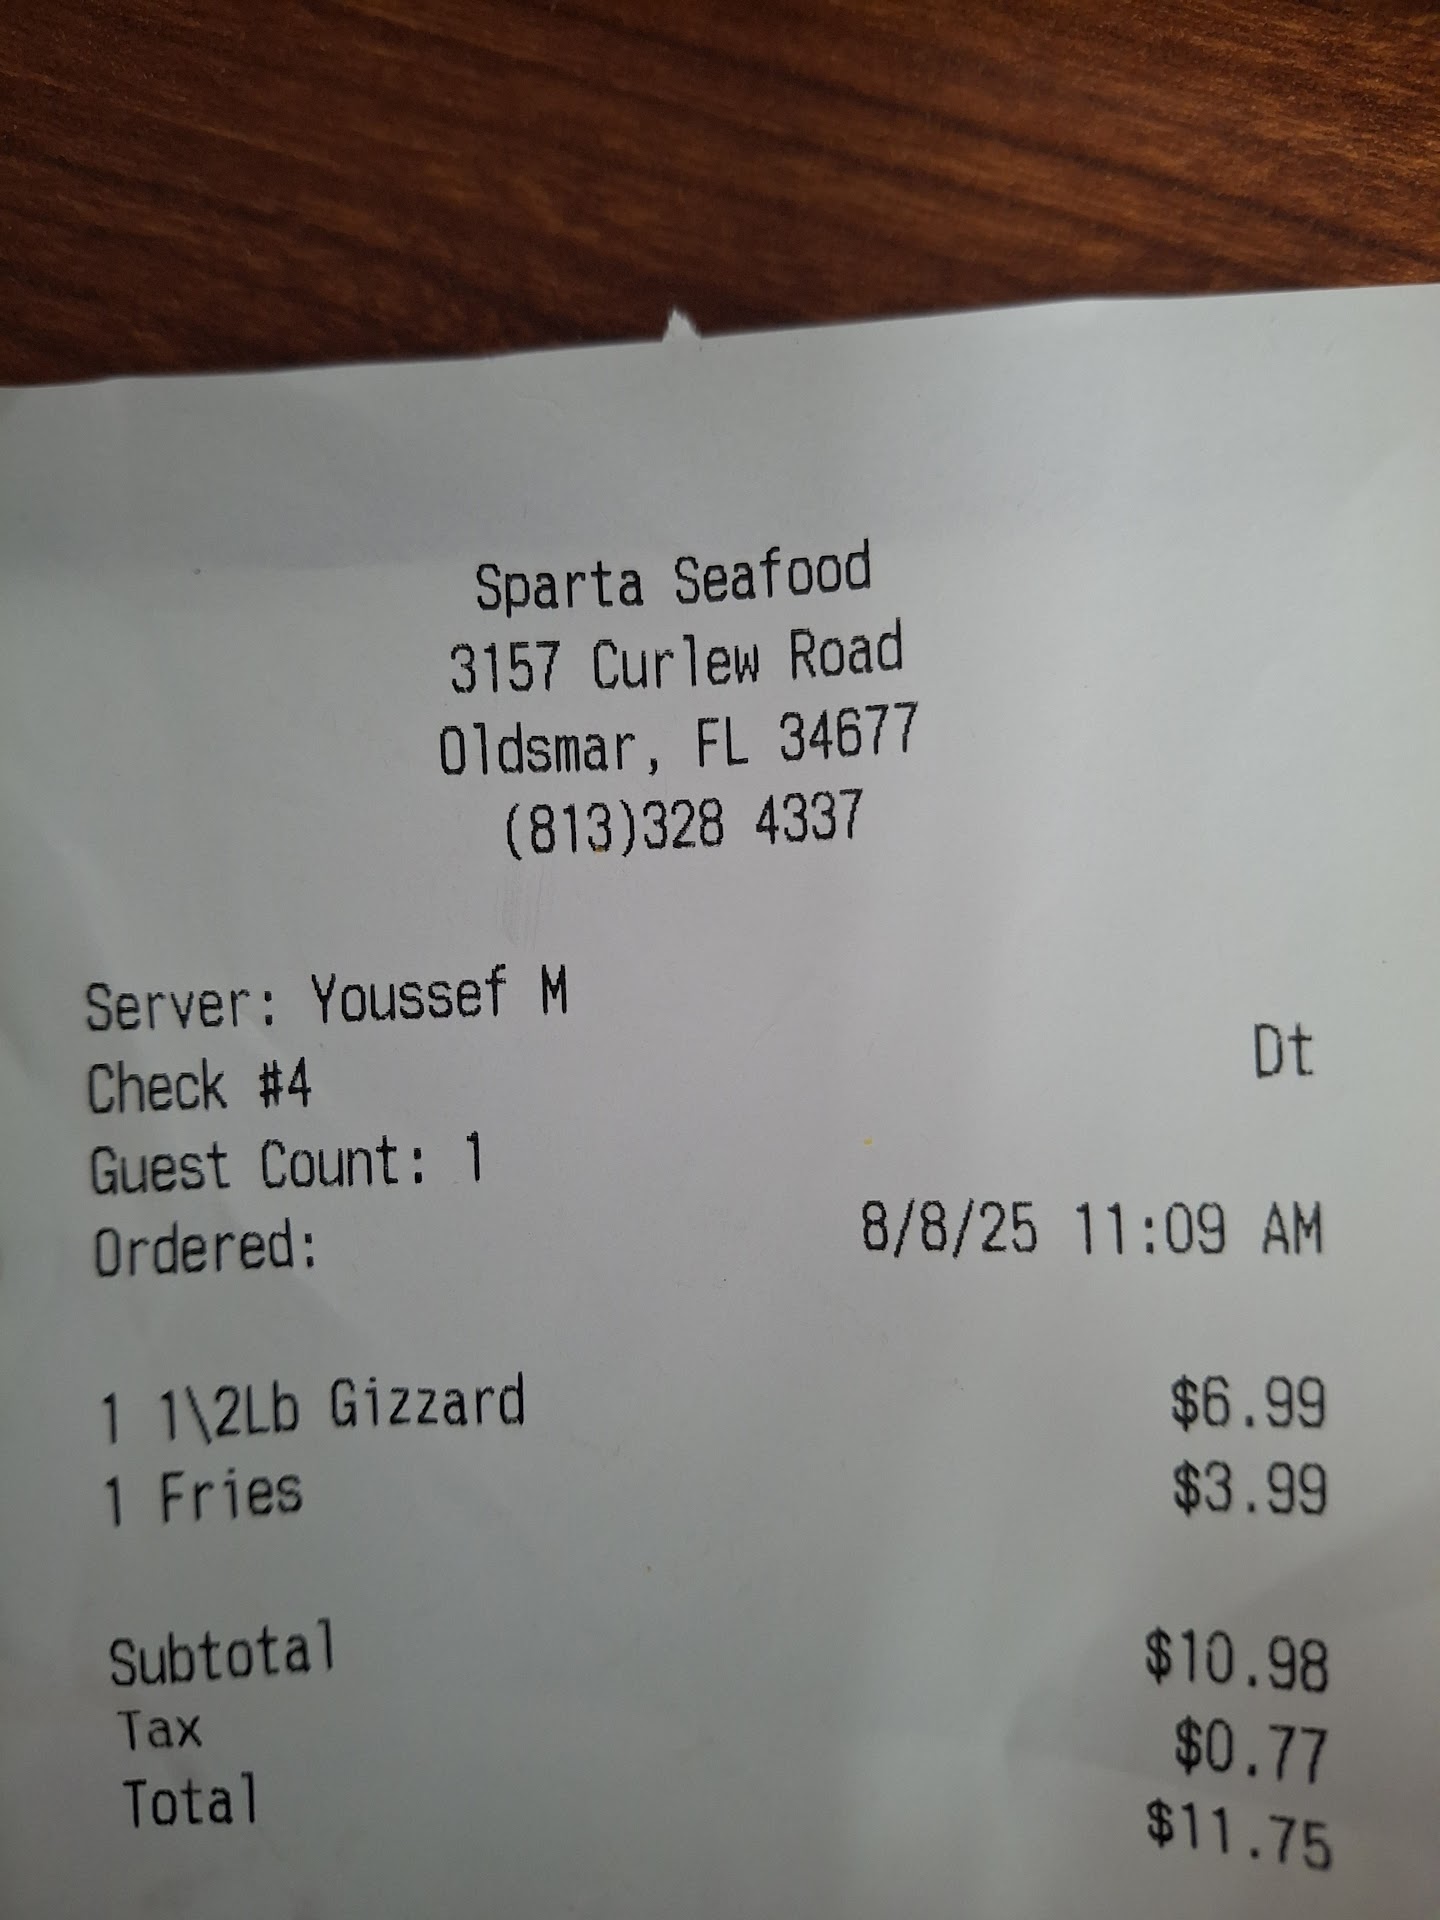 Sparta Seafood
3157 Curlew Road
Oldsmar, FL 34677
(813)328 4337
Server: Youssef M
Check #4 Dt
Guest Count: 1
Ordered: 8/8/25 11:09 AM
1 1\2Lb Gizzard $6.99
1 Fries $3.99
Subtotal $10.98
Tax $0.77
Total $11.75